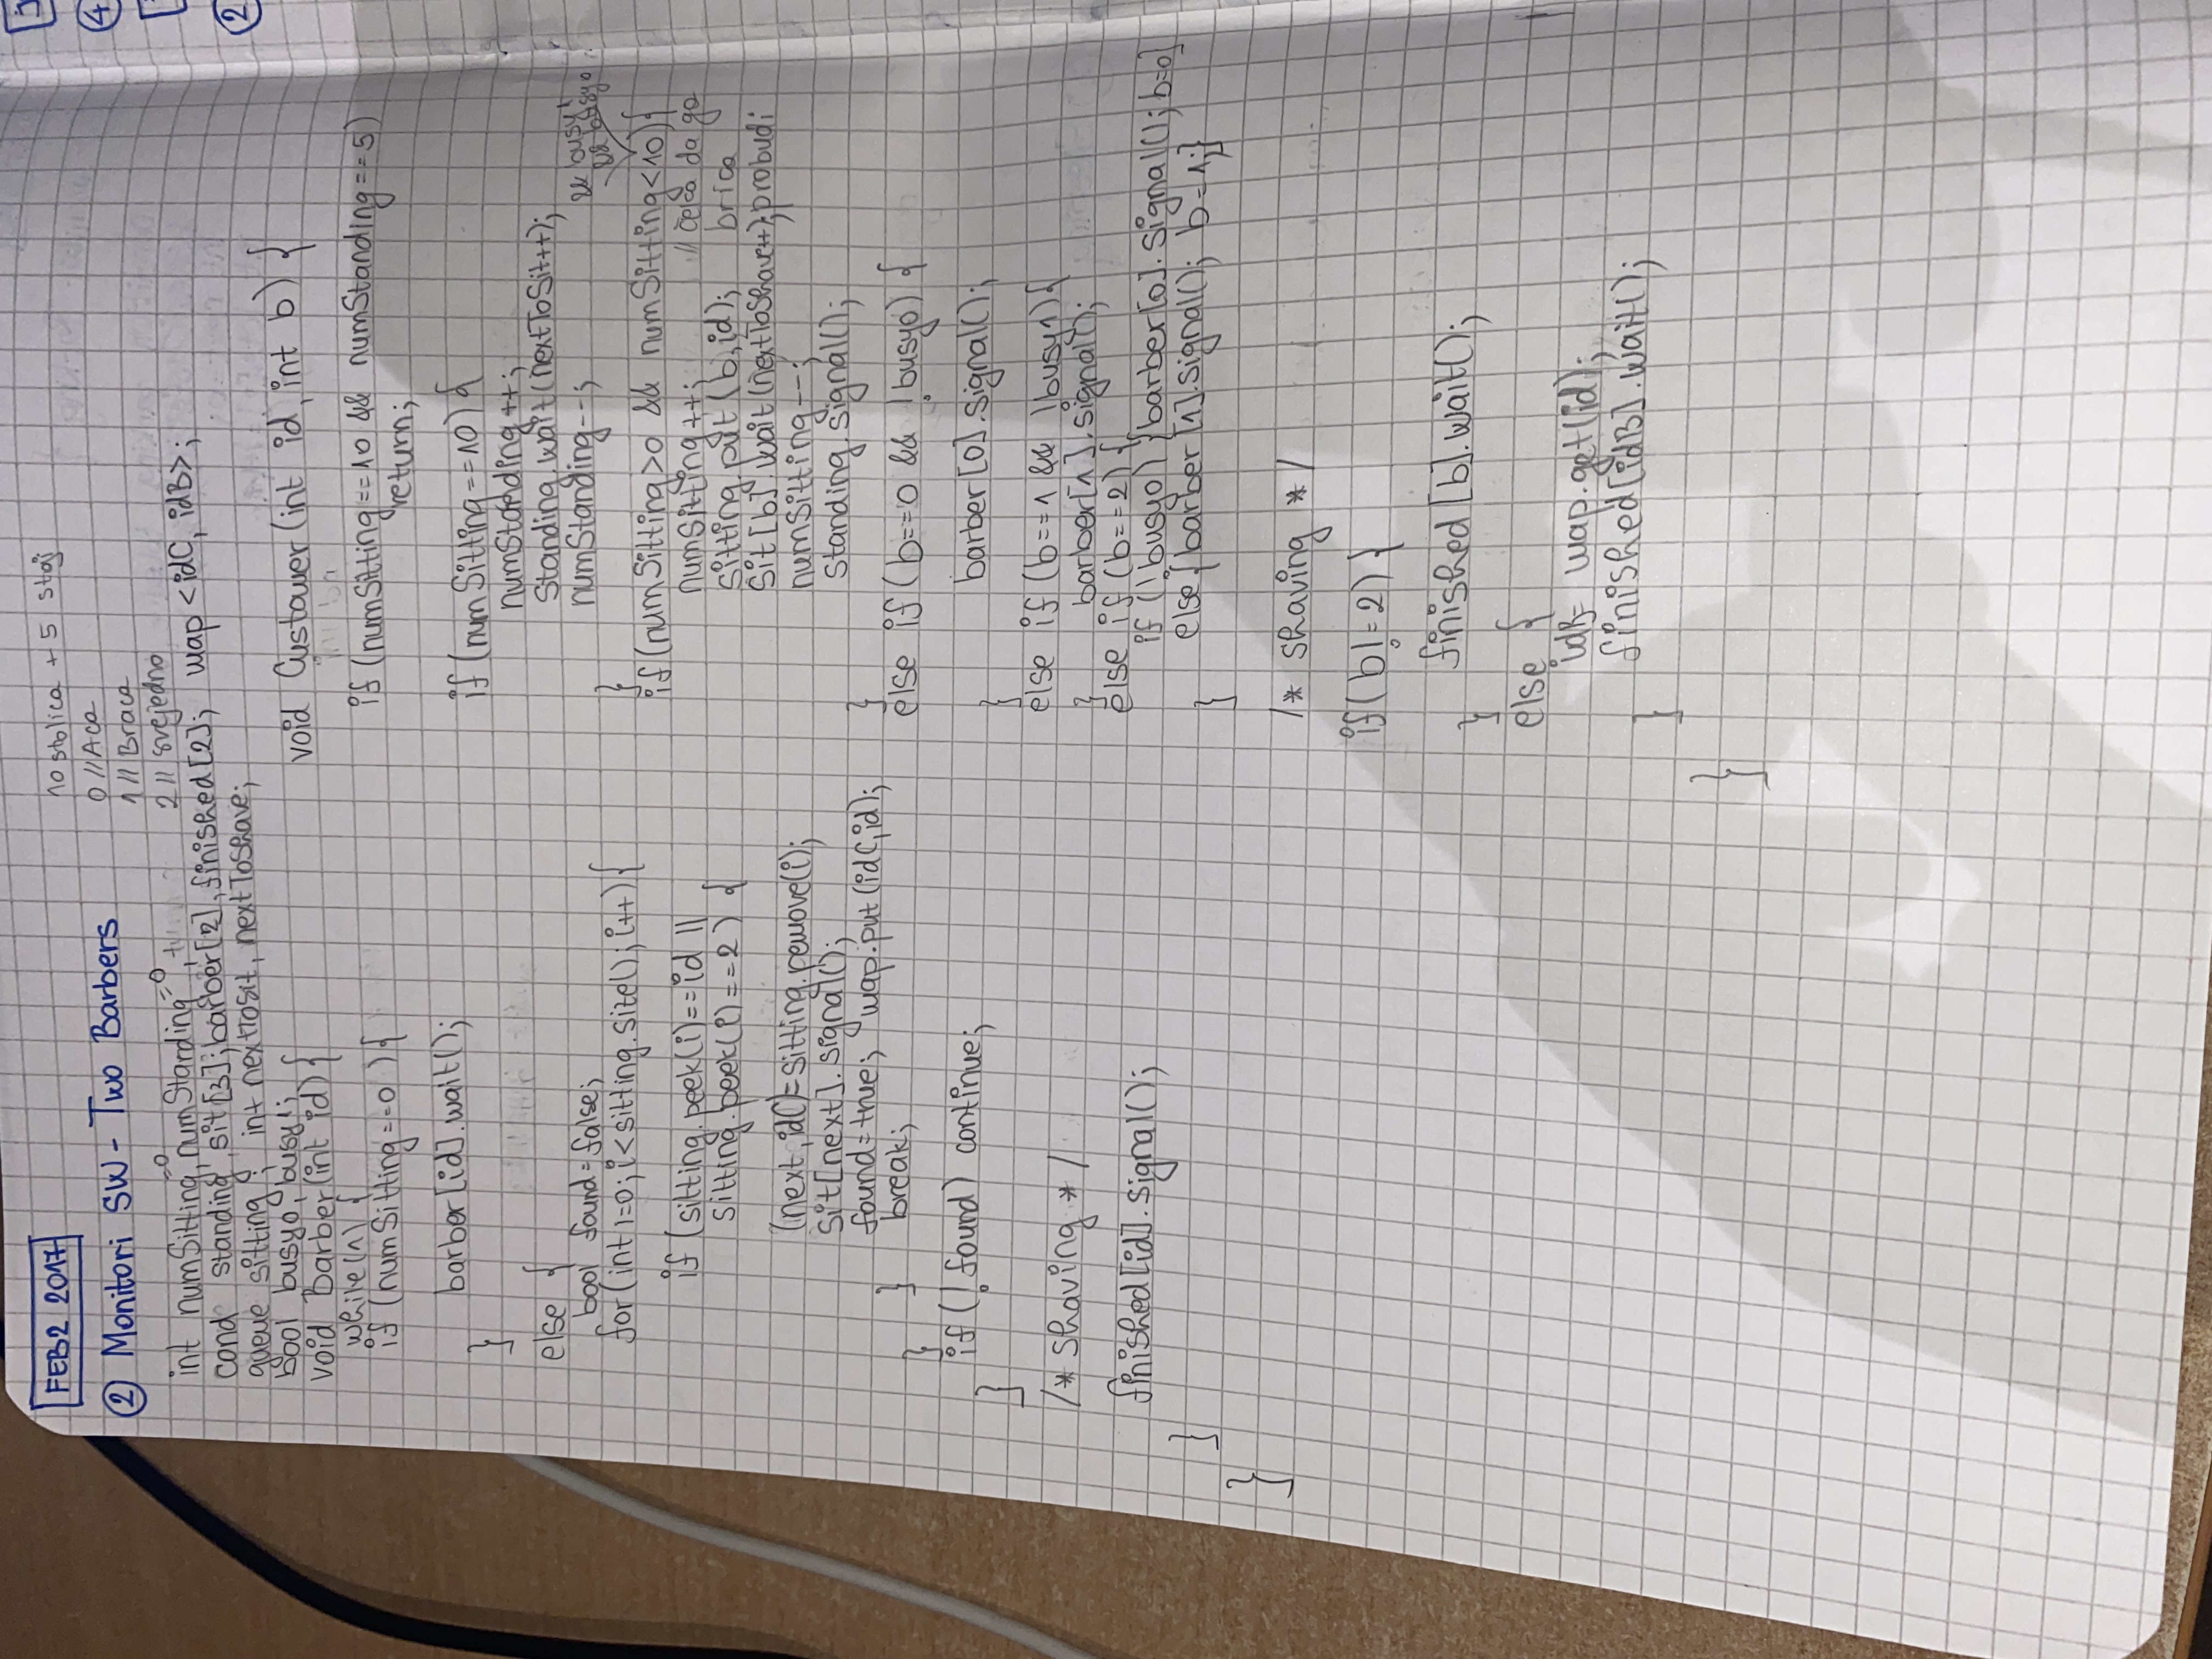 FEB2 2017
10 stolica + 5 stoj
② Monitori SW - Two Barbers
0 // Aca
1 // Braca
2 // svejedno
int numSitting=0, numStanding=0,
cond standing, sit[3]; barber[2], finished[2]; map <idC, idB>;
queue sitting; int nextToSit, nextToShave;
bool busy0, busy1;
void Barber(int id){
while(1) {
if (numSitting==0){
barber[id].wait();
}
else {
bool found=false;
for(int i=0; i<sitting.size(); i++){
if (sitting.peek(i)==id ||
sitting.peek(i)==2) {
(next, idC)=sitting.remove(i);
sit[next].signal();
found=true; map.put(idC,id);
break;
}
}
if (!found) continue;
}
/* shaving */
finished[id].signal();
}
}
void Customer (int id, int b) {
if (numSitting==10 && numStanding==5)
return;
if (numSitting==10) {
numStanding++;
Standing.wait(nextToSit++);
numStanding--;
}
&& busy1
&& busy0
if (numSitting>0 && numSitting<10){
numSitting++; // čeka da ga
sitting.put(b,id); brica
Sit[b].wait(nextToShave++); probudi
numSitting--;
Standing.signal();
}
else if (b==0 && !busy0) {
barber[0].signal();
}
else if (b==1 && !busy1){
barber[1].signal();
}
else if (b==2) {
if (!busy0) {barber[0].signal(); b=0}
else {barber[1].signal(); b=1;}
}
/* shaving */
if (b!=2) {
finished[b].wait();
}
else {
idB= map.get(id);
finished[idB].wait();
}
}
④
②